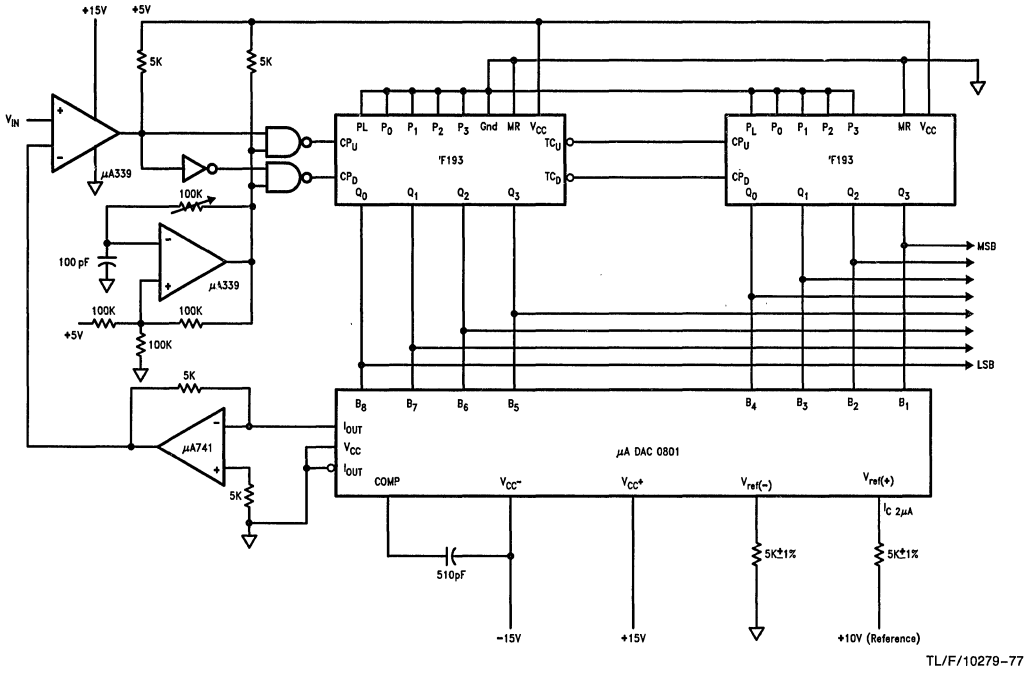 +15V
+5V
5K
5K
VIN
+
-
μA339
PL P0 P1 P2 P3 Gnd MR VCC
CPU
TCU
'F193
CPD
TCD
Q0 Q1 Q2 Q3
PL P0 P1 P2 P3 MR VCC
CPU
'F193
CPD
Q0 Q1 Q2 Q3
100K
-
100pF
μA339
+
100K
100K
+5V
100K
MSB
LSB
5K
-
μA741
+
5K
B8 B7 B6 B5 B4 B3 B2 B1
IOUT
VCC
IOUT
μA DAC 0801
COMP
VCC-
VCC+
Vref(-)
Vref(+)
IC 2μA
510pF
5K±1%
5K±1%
-15V
+15V
+10V (Reference)
TL/F/10279-77